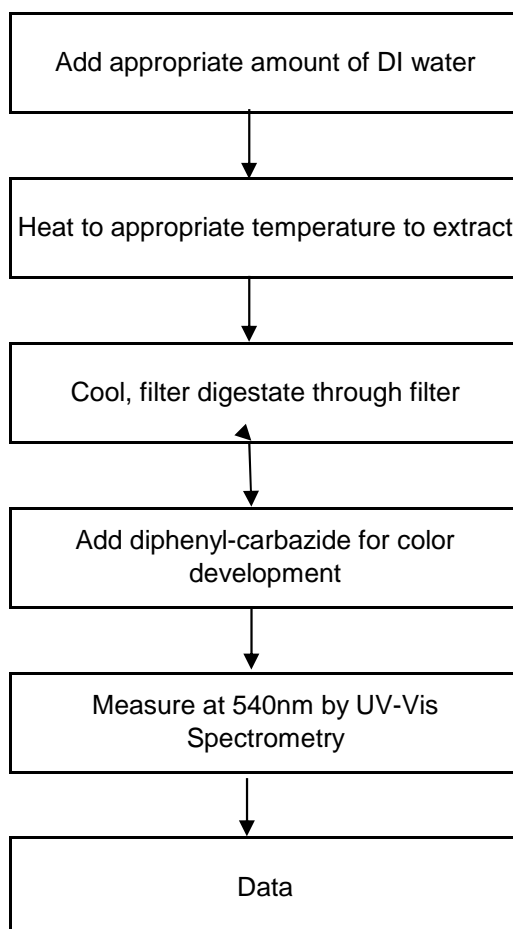 Add appropriate amount of DI water
Heat to appropriate temperature to extract
Cool, filter digestate through filter
Add diphenyl-carbazide for color
development
Measure at 540nm by UV-Vis
Spectrometry
Data